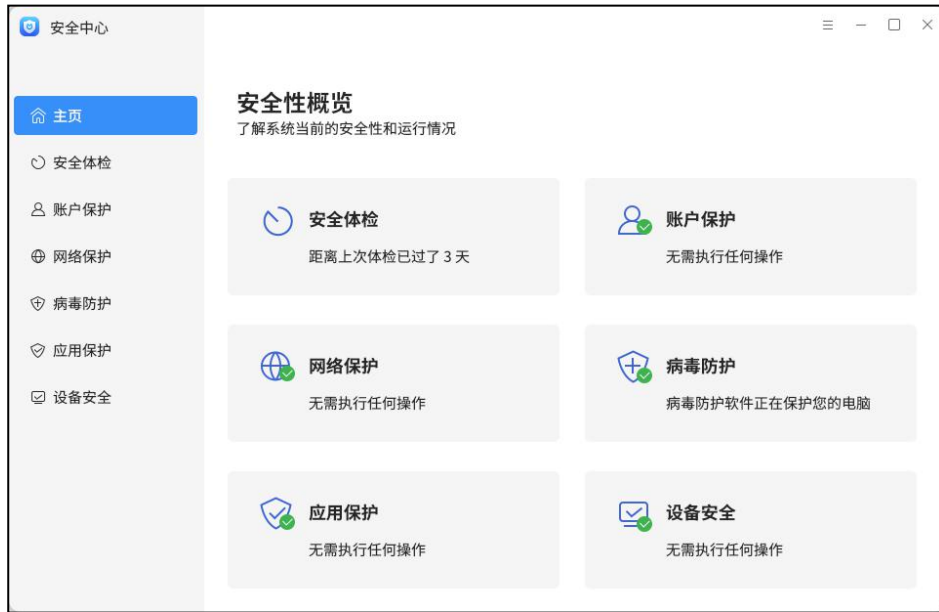 安全中心
主页
安全体检
账户保护
网络保护
病毒防护
应用保护
设备安全
安全性概览
了解系统当前的安全性和运行情况
安全体检
距离上次体检已过了 3 天
账户保护
无需执行任何操作
网络保护
无需执行任何操作
病毒防护
病毒防护软件正在保护您的电脑
应用保护
无需执行任何操作
设备安全
无需执行任何操作